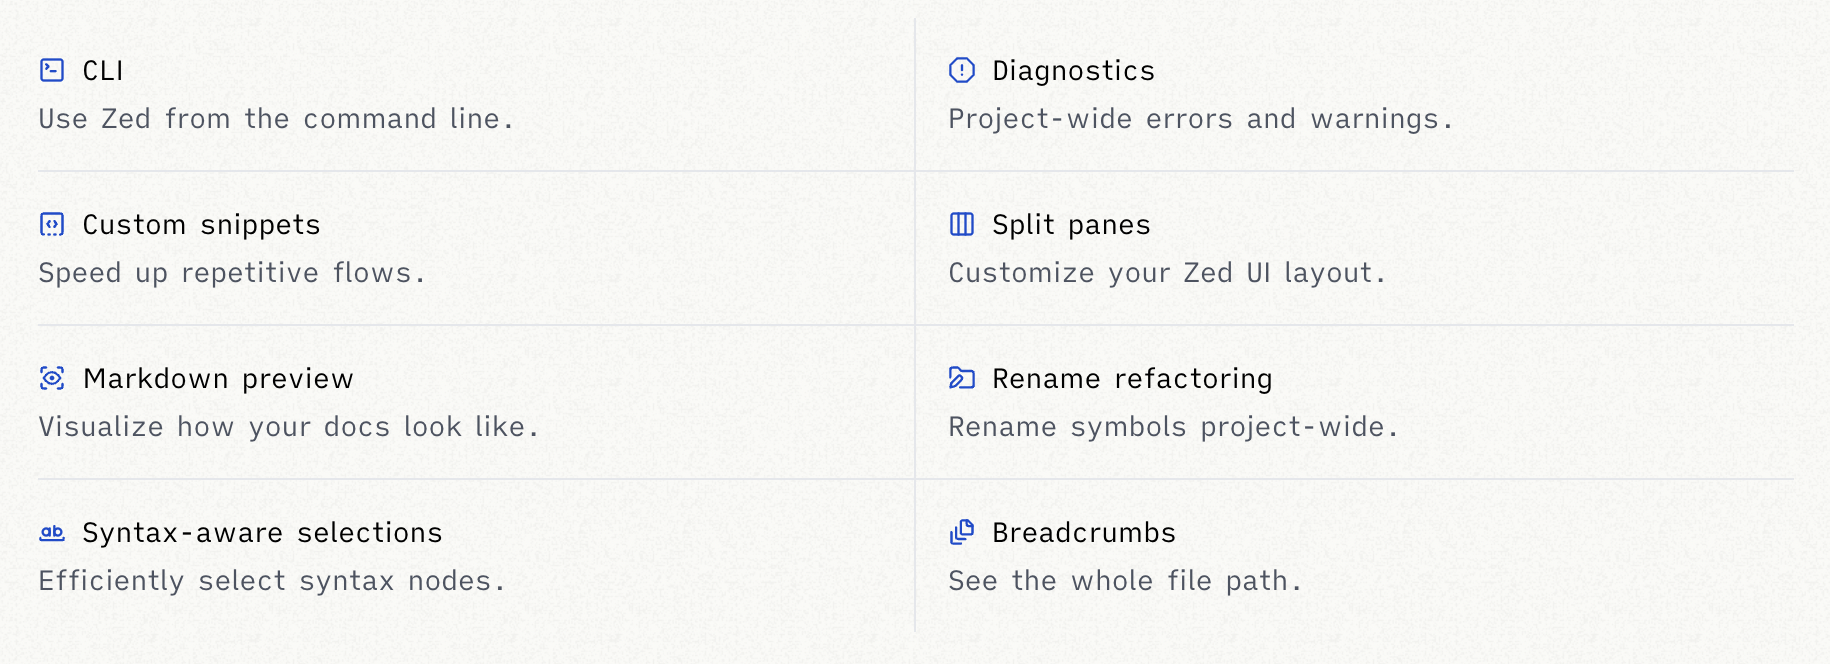 CLI
Use Zed from the command line.
Diagnostics
Project-wide errors and warnings.
Custom snippets
Speed up repetitive flows.
Split panes
Customize your Zed UI layout.
Markdown preview
Visualize how your docs look like.
Rename refactoring
Rename symbols project-wide.
ab Syntax-aware selections
Efficiently select syntax nodes.
Breadcrumbs
See the whole file path.